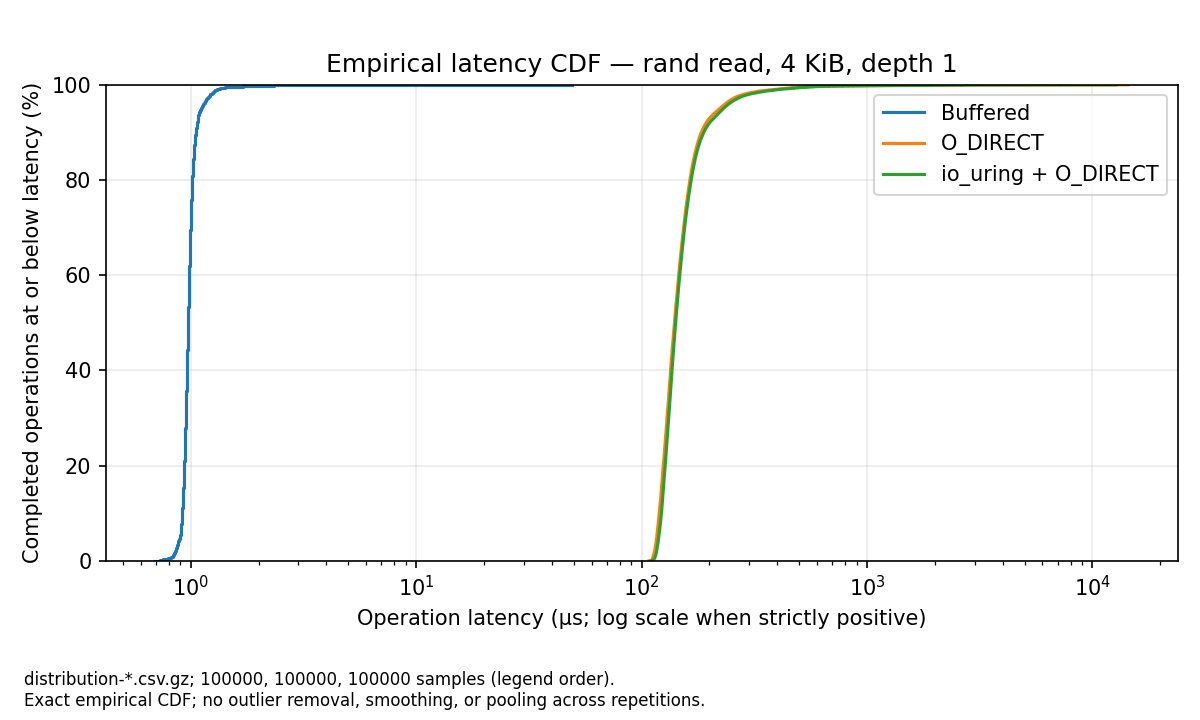 Empirical latency CDF — rand read, 4 KiB, depth 1
Completed operations at or below latency (%)
100
80
60
40
20
0
Buffered
O_DIRECT
io_uring + O_DIRECT
10⁰ 10¹ 10² 10³ 10⁴
Operation latency (µs; log scale when strictly positive)
distribution-*.csv.gz; 100000, 100000, 100000 samples (legend order).
Exact empirical CDF; no outlier removal, smoothing, or pooling across repetitions.